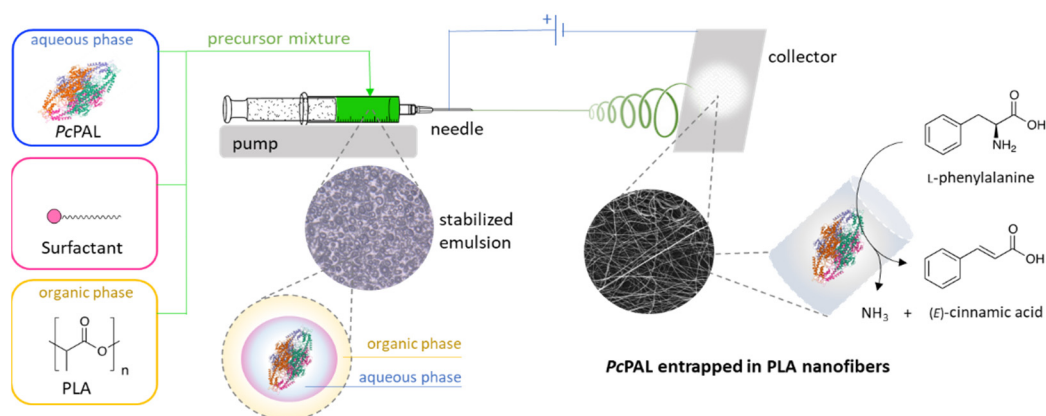 aqueous phase
PcPAL
Surfactant
organic phase
O
O
n
PLA
precursor mixture
pump
needle
+
stabilized
emulsion
organic phase
aqueous phase
collector
O
OH
NH2
L-phenylalanine
O
OH
NH3 + (E)-cinnamic acid
PcPAL entrapped in PLA nanofibers